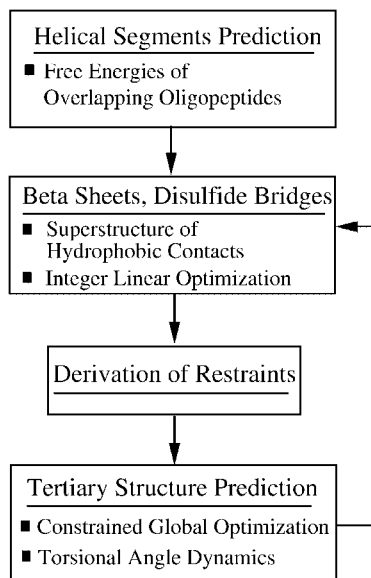 Helical Segments Prediction
Free Energies of
Overlapping Oligopeptides
Beta Sheets, Disulfide Bridges
Superstructure of
Hydrophobic Contacts
Integer Linear Optimization
Derivation of Restraints
Tertiary Structure Prediction
Constrained Global Optimization
Torsional Angle Dynamics